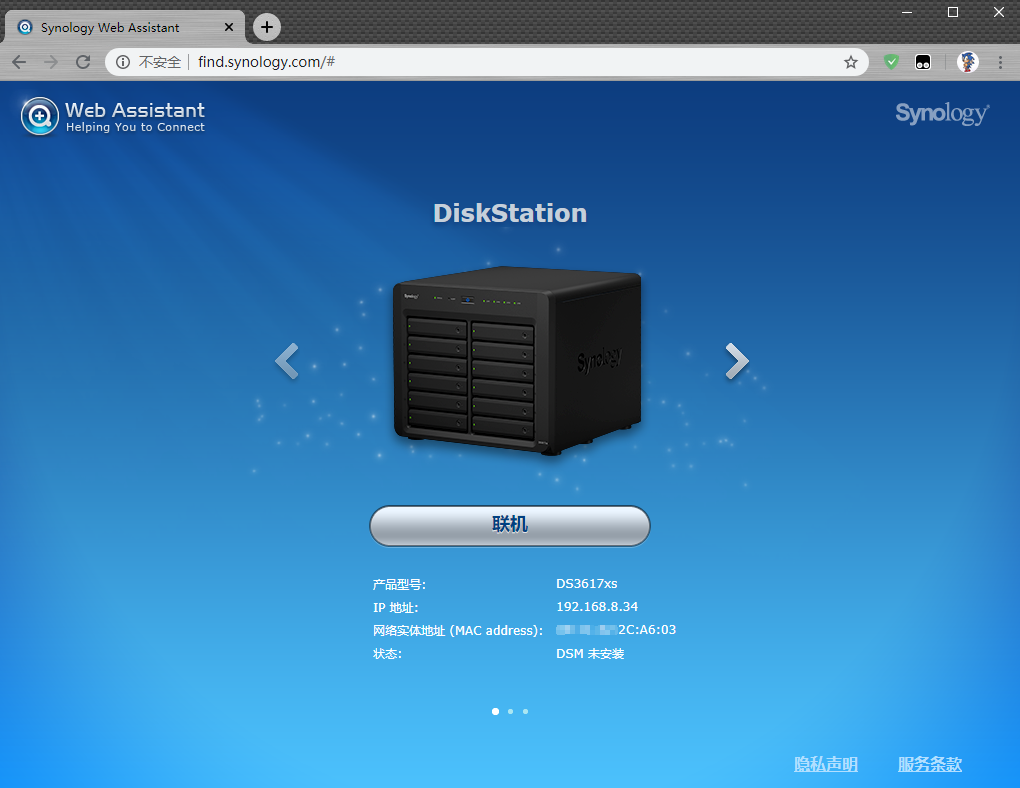 Synology Web Assistant
不安全 find.synology.com/#
Web Assistant
Helping You to Connect
Synology
DiskStation
Synology
Synology
联机
产品型号: DS3617xs
IP 地址: 192.168.8.34
网络实体地址 (MAC address): 2C:A6:03
状态: DSM 未安装
隐私声明 服务条款